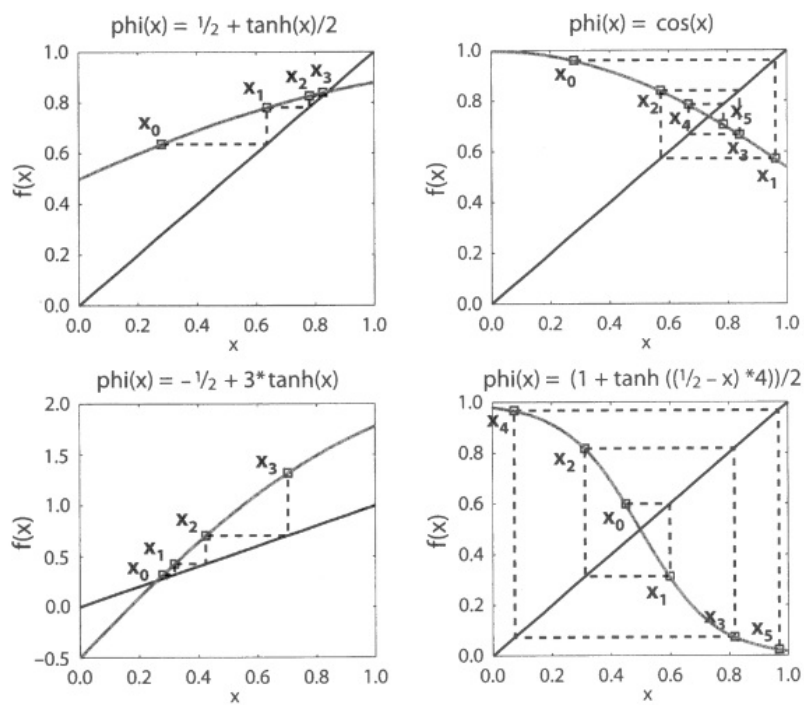 phi(x) = ½ + tanh(x)/2
1.0
0.8
0.6
0.4
0.2
0.0
f(x)
x₀
x₁
x₂
x₃
0.0 0.2 0.4 0.6 0.8 1.0
x
phi(x) = cos(x)
1.0
0.8
0.6
0.4
0.2
0.0
f(x)
x₀
x₂
x₄
x₅
x₃
x₁
0.0 0.2 0.4 0.6 0.8 1.0
x
phi(x) = –½ + 3*tanh(x)
2.0
1.5
1.0
0.5
0.0
–0.5
f(x)
x₃
x₂
x₁
x₀
0.0 0.2 0.4 0.6 0.8 1.0
x
phi(x) = (1 + tanh ((½ – x) *4))/2
1.0
0.8
0.6
0.4
0.2
0.0
f(x)
x₄
x₂
x₀
x₁
x₃
x₅
0.0 0.2 0.4 0.6 0.8 1.0
x